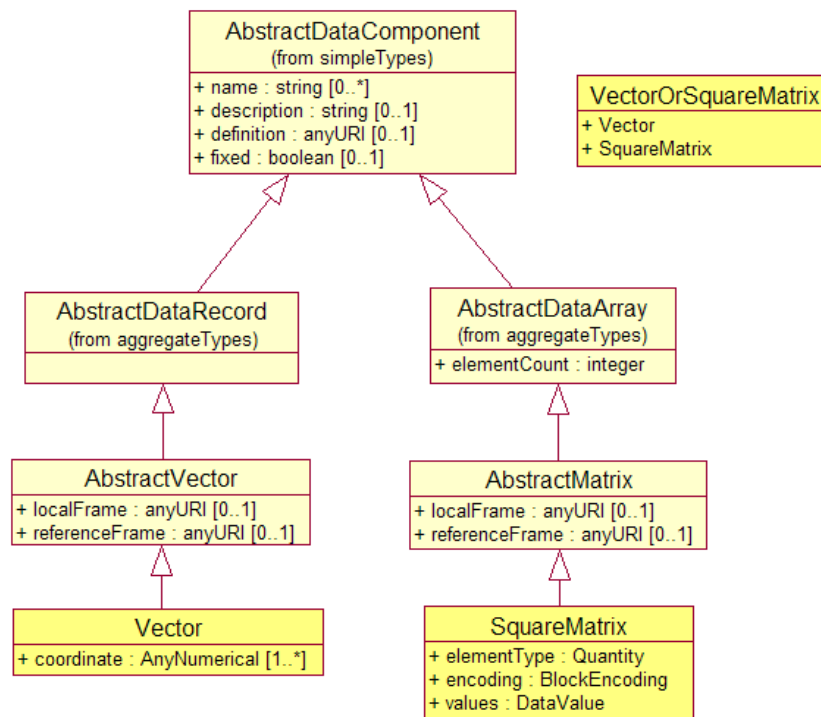 AbstractDataComponent
(from simpleTypes)
+ name : string [0..*]
+ description : string [0..1]
+ definition : anyURI [0..1]
+ fixed : boolean [0..1]
VectorOrSquareMatrix
+ Vector
+ SquareMatrix
AbstractDataRecord
(from aggregateTypes)
AbstractDataArray
(from aggregateTypes)
+ elementCount : integer
AbstractVector
+ localFrame : anyURI [0..1]
+ referenceFrame : anyURI [0..1]
AbstractMatrix
+ localFrame : anyURI [0..1]
+ referenceFrame : anyURI [0..1]
Vector
+ coordinate : AnyNumerical [1..*]
SquareMatrix
+ elementType : Quantity
+ encoding : BlockEncoding
+ values : DataValue